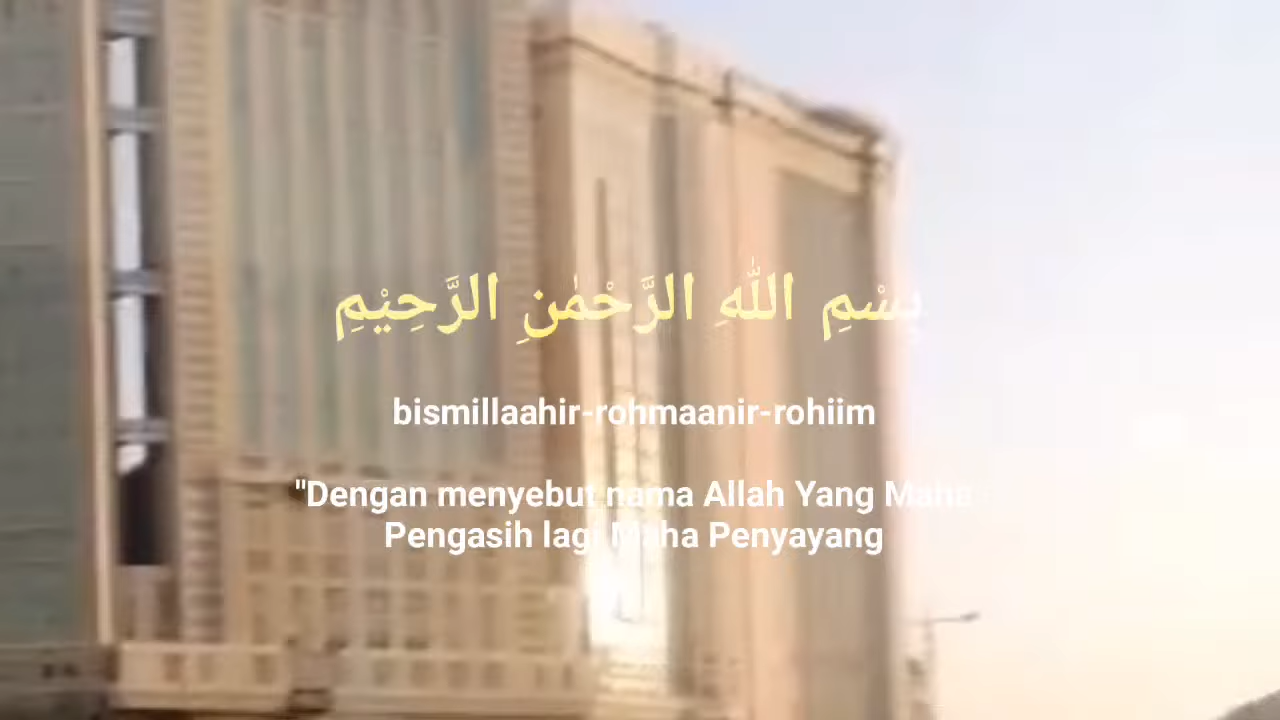 بِسْمِ اللّٰهِ الرَّحْمٰنِ الرَّحِيْمِ
bismillaahir-rohmaanir-rohiim
"Dengan menyebut nama Allah Yang Maha
Pengasih lagi Maha Penyayang